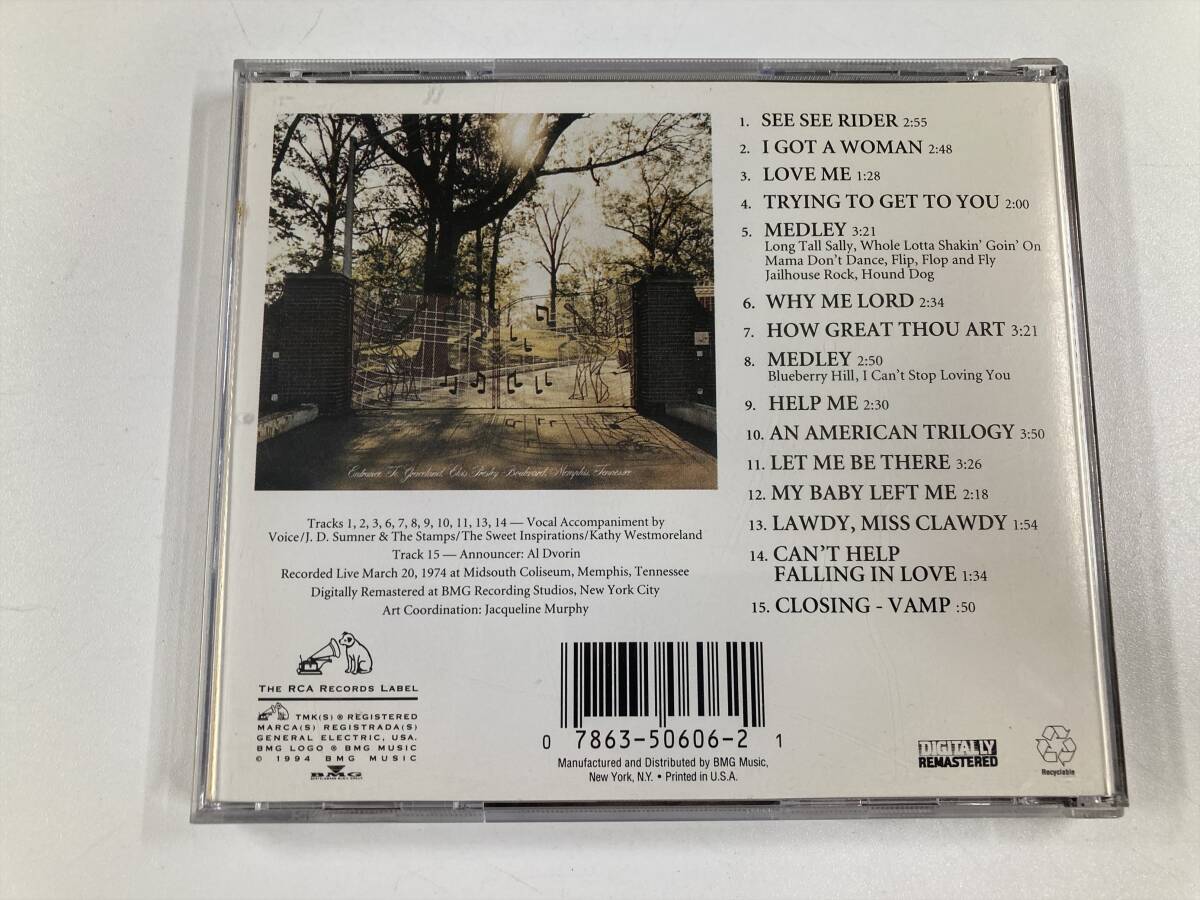 Entrance To Graceland, Elvis Presley Boulevard, Memphis, Tennessee
Tracks 1, 2, 3, 6, 7, 8, 9, 10, 11, 13, 14 — Vocal Accompaniment by
Voice/J. D. Sumner & The Stamps/The Sweet Inspirations/Kathy Westmoreland
Track 15 — Announcer: Al Dvorin
Recorded Live March 20, 1974 at Midsouth Coliseum, Memphis, Tennessee
Digitally Remastered at BMG Recording Studios, New York City
Art Coordination: Jacqueline Murphy
1. SEE SEE RIDER 2:55
2. I GOT A WOMAN 2:48
3. LOVE ME 1:28
4. TRYING TO GET TO YOU 2:00
5. MEDLEY 3:21
Long Tall Sally, Whole Lotta Shakin' Goin' On
Mama Don't Dance, Flip, Flop and Fly
Jailhouse Rock, Hound Dog
6. WHY ME LORD 2:34
7. HOW GREAT THOU ART 3:21
8. MEDLEY 2:50
Blueberry Hill, I Can't Stop Loving You
9. HELP ME 2:30
10. AN AMERICAN TRILOGY 3:50
11. LET ME BE THERE 3:26
12. MY BABY LEFT ME 2:18
13. LAWDY, MISS CLAWDY 1:54
14. CAN'T HELP
FALLING IN LOVE 1:34
15. CLOSING - VAMP :50
THE RCA RECORDS LABEL
TMK(S) ® REGISTERED
MARCA(S) REGISTRADA(S)
GENERAL ELECTRIC, USA.
BMG LOGO ® BMG MUSIC
© 1994 BMG MUSIC
BMG
0 7863-50606-2 1
Manufactured and Distributed by BMG Music,
New York, N.Y. • Printed in U.S.A.
DIGITALLY
REMASTERED
Recyclable